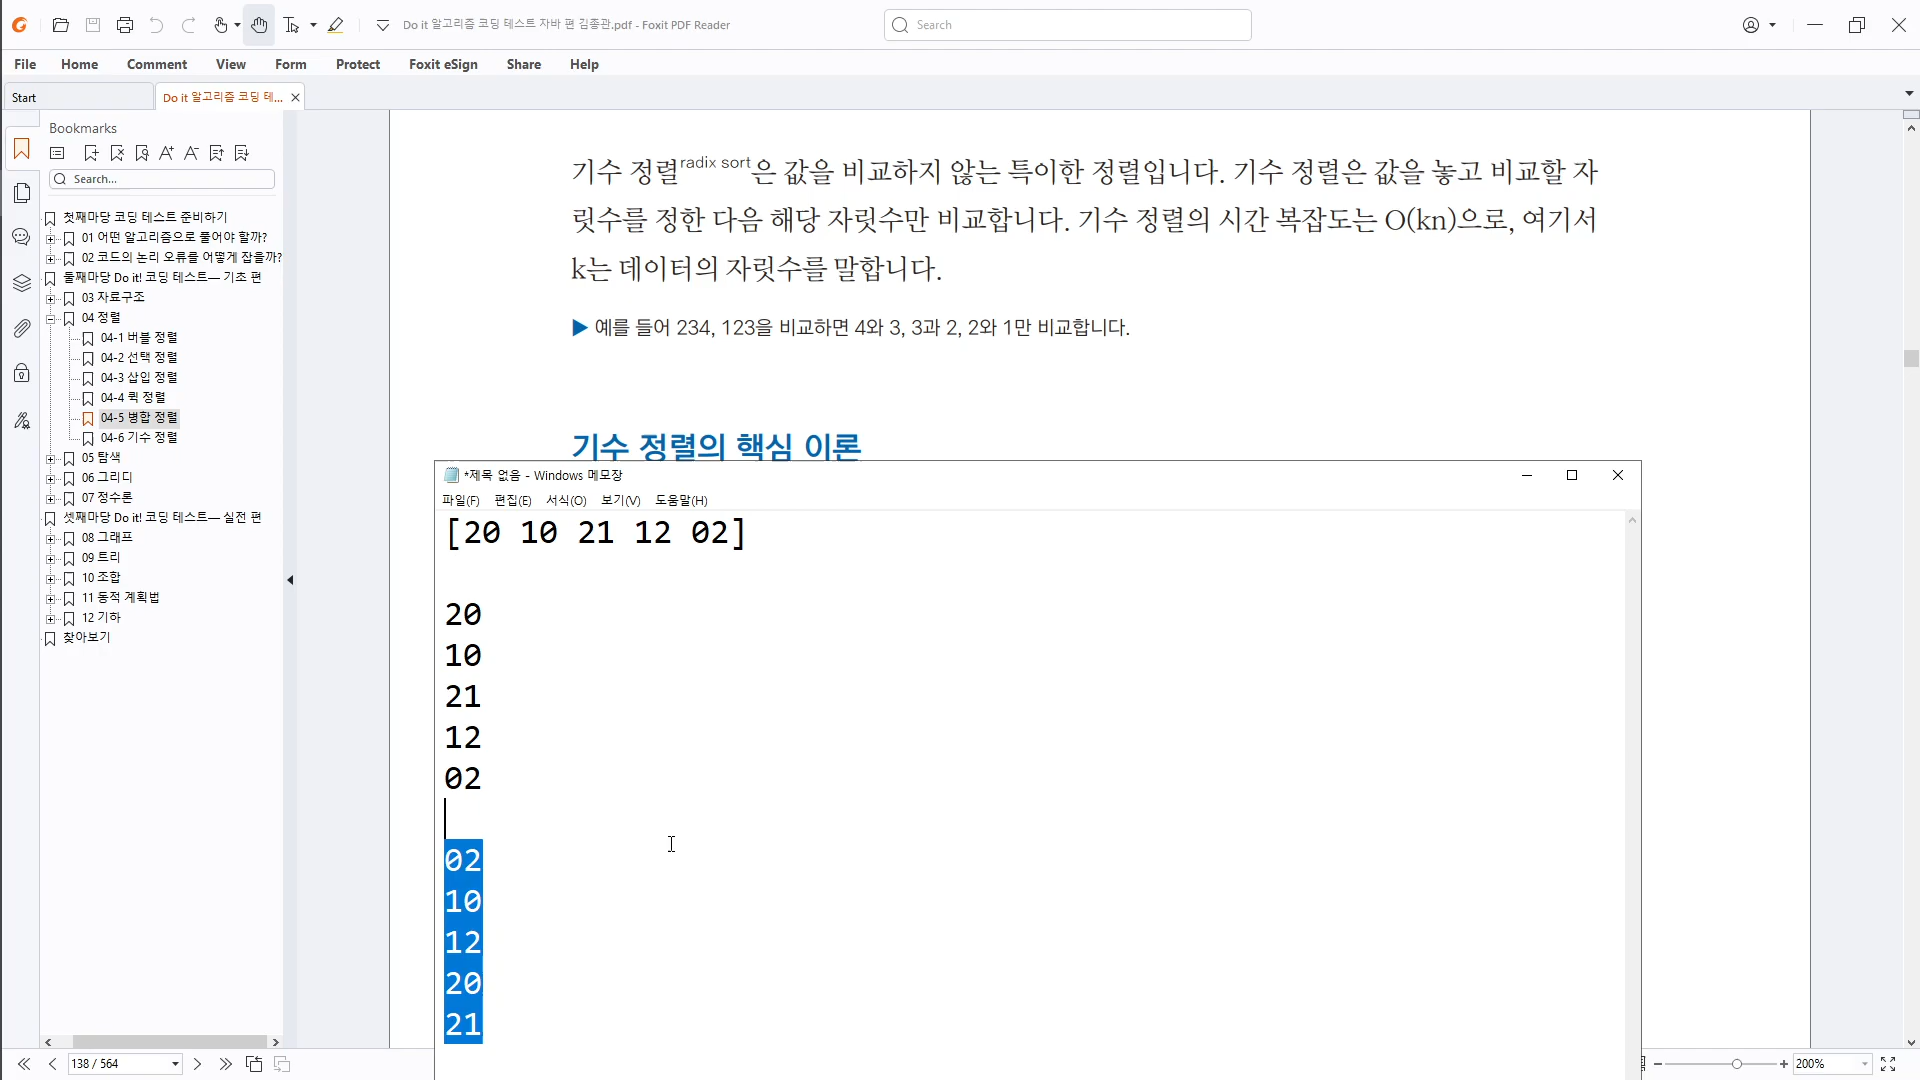 Do it 알고리즘 코딩 테스트 자바 편 김종관.pdf - Foxit PDF Reader
Search
File Home Comment View Form Protect Foxit eSign Share Help
Start
Do it 알고리즘 코딩 테...
Bookmarks
Search...
첫째마당 코딩 테스트 준비하기
01 어떤 알고리즘으로 풀어야 할까?
02 코드의 논리 오류를 어떻게 잡을까?
둘째마당 Do it! 코딩 테스트— 기초 편
03 자료구조
04 정렬
04-1 버블 정렬
04-2 선택 정렬
04-3 삽입 정렬
04-4 퀵 정렬
04-5 병합 정렬
04-6 기수 정렬
05 탐색
06 그리디
07 정수론
셋째마당 Do it! 코딩 테스트— 실전 편
08 그래프
09 트리
10 조합
11 동적 계획법
12 기하
찾아보기
기수 정렬radix sort은 값을 비교하지 않는 특이한 정렬입니다. 기수 정렬은 값을 놓고 비교할 자
릿수를 정한 다음 해당 자릿수만 비교합니다. 기수 정렬의 시간 복잡도는 O(kn)으로, 여기서
k는 데이터의 자릿수를 말합니다.
▶ 예를 들어 234, 123을 비교하면 4와 3, 3과 2, 2와 1만 비교합니다.
기수 정렬의 핵심 이론
*제목 없음 - Windows 메모장
파일(F) 편집(E) 서식(O) 보기(V) 도움말(H)
[20 10 21 12 02]
20
10
21
12
02
02
10
12
20
21
138 / 564
200%